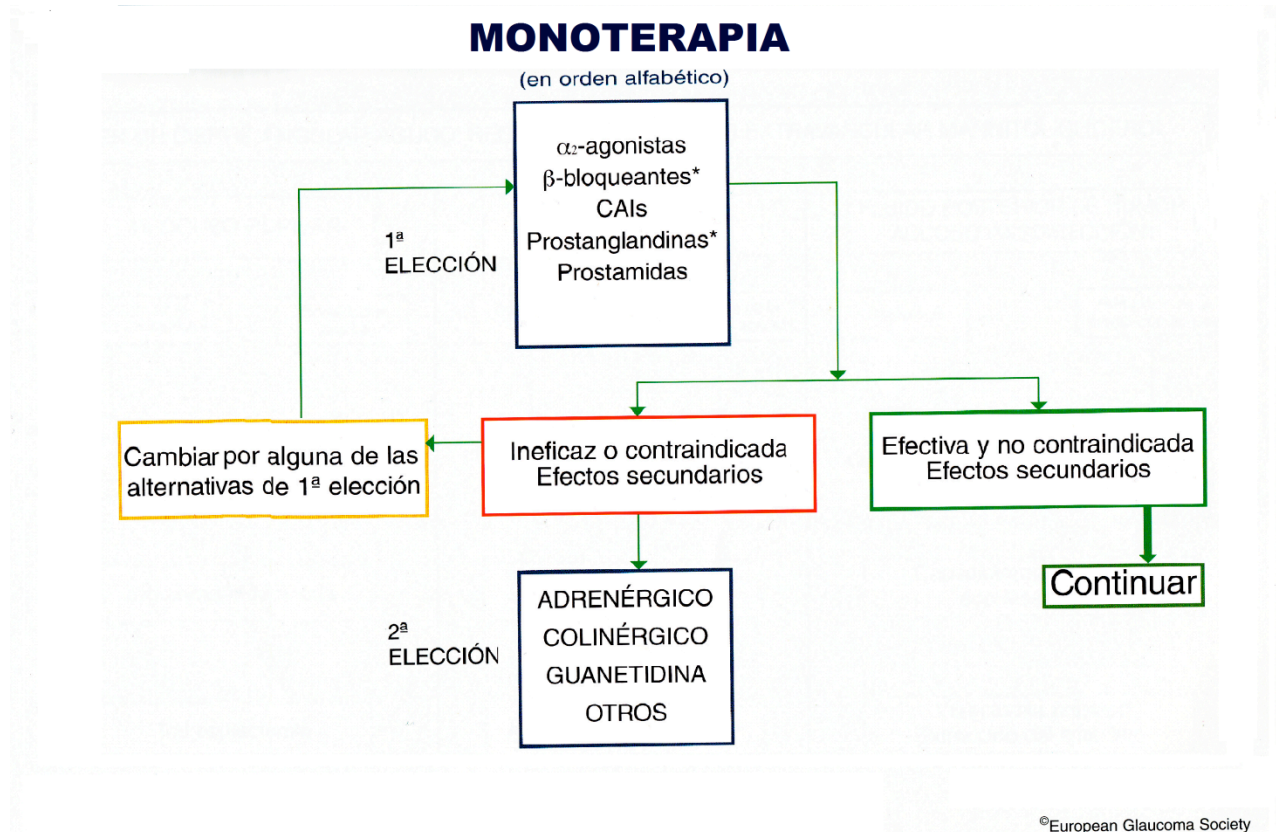 MONOTERAPIA
(en orden alfabético)
α₂-agonistas
β-bloqueantes*
CAIs
Prostanglandinas*
Prostamidas
1ª
ELECCIÓN
Cambiar por alguna de las
alternativas de 1ª elección
Ineficaz o contraindicada
Efectos secundarios
Efectiva y no contraindicada
Efectos secundarios
Continuar
2ª
ELECCIÓN
ADRENÉRGICO
COLINÉRGICO
GUANETIDINA
OTROS
©European Glaucoma Society